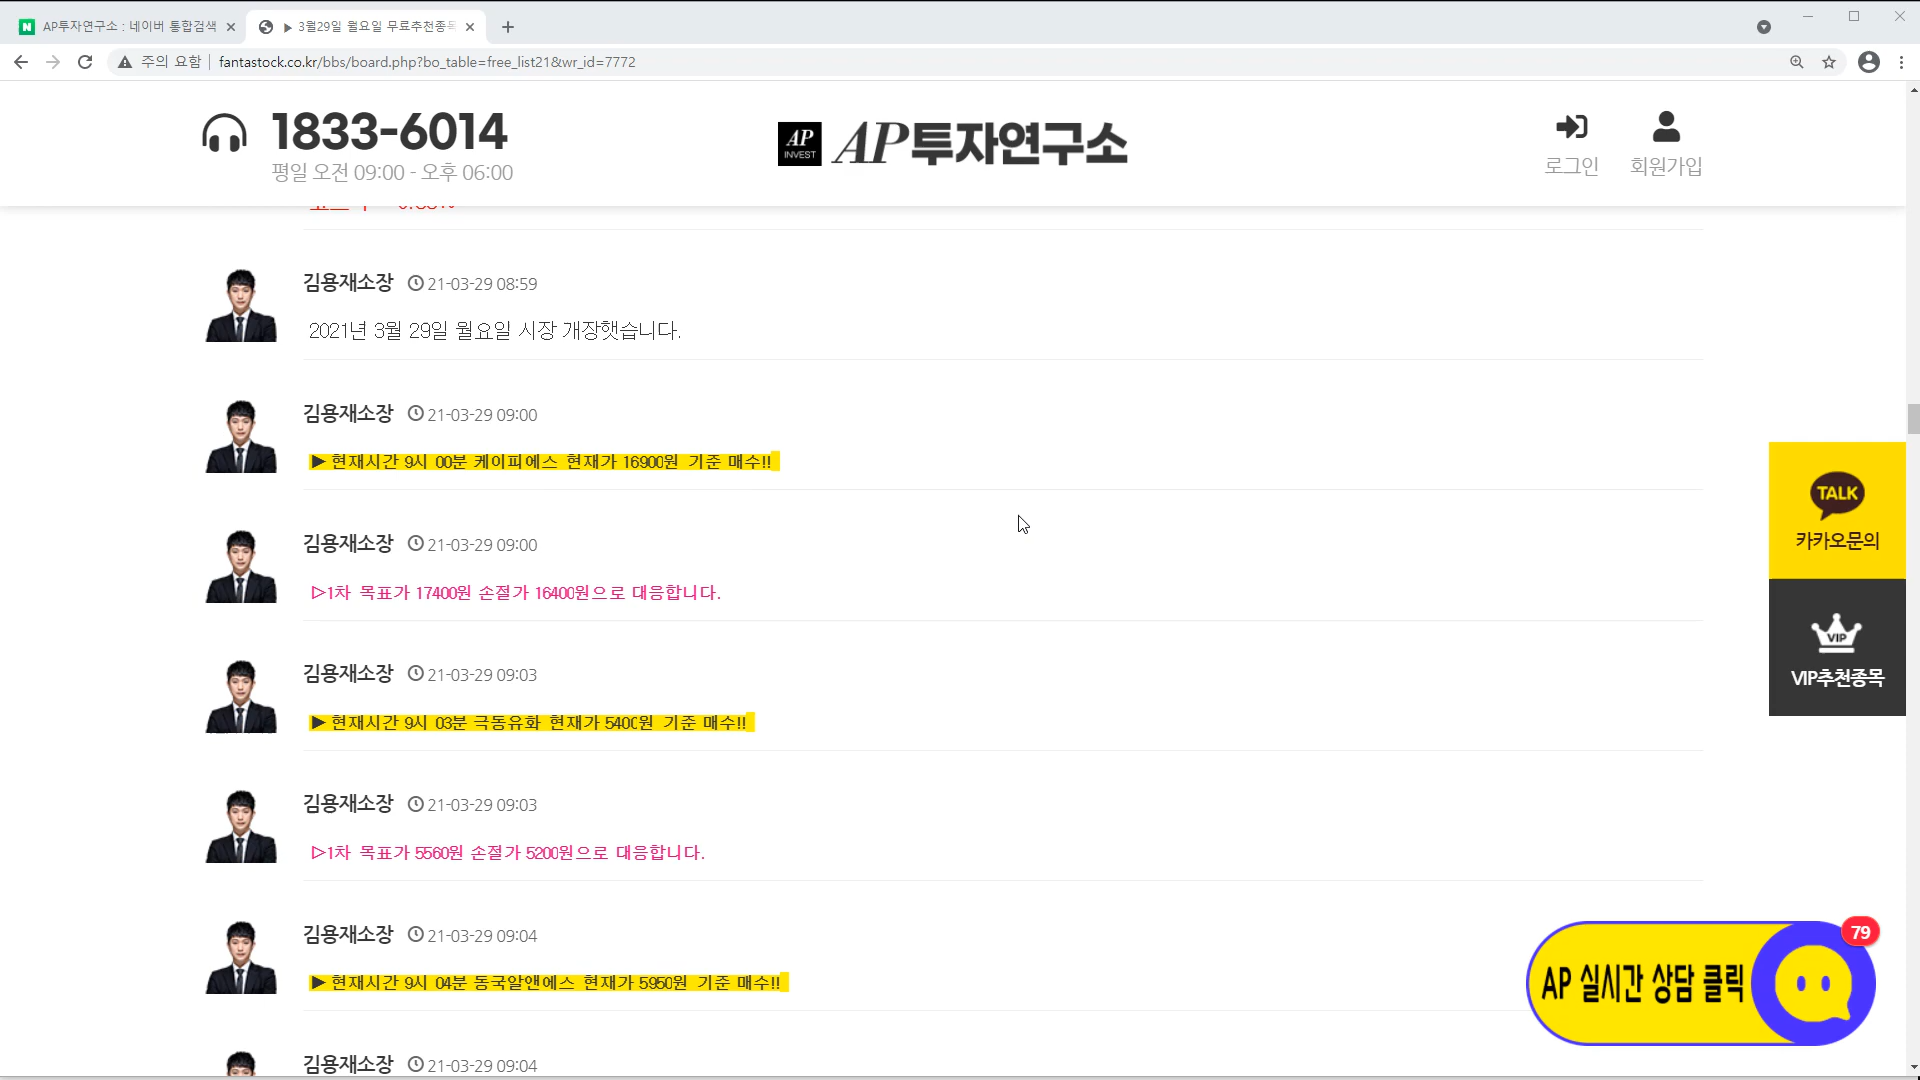 AP투자연구소 : 네이버 통합검색
▶ 3월29일 월요일 무료추천종목
주의 요함
fantastock.co.kr/bbs/board.php?bo_table=free_list21&wr_id=7772
1833-6014
평일 오전 09:00 - 오후 06:00
AP INVEST
AP투자연구소
로그인
회원가입
김용재소장 21-03-29 08:59
2021년 3월 29일 월요일 시장 개장햇습니다.
김용재소장 21-03-29 09:00
▶ 현재시간 9시 00분 케이피에스 현재가 16900원 기준 매수!!
김용재소장 21-03-29 09:00
▷1차 목표가 17400원 손절가 16400원으로 대응합니다.
김용재소장 21-03-29 09:03
▶ 현재시간 9시 03분 극동유화 현재가 5400원 기준 매수!!
김용재소장 21-03-29 09:03
▷1차 목표가 5560원 손절가 5200원으로 대응합니다.
김용재소장 21-03-29 09:04
▶ 현재시간 9시 04분 동국알앤에스 현재가 5950원 기준 매수!!
김용재소장 21-03-29 09:04
TALK
카카오문의
VIP
VIP추천종목
79
AP 실시간 상담 클릭